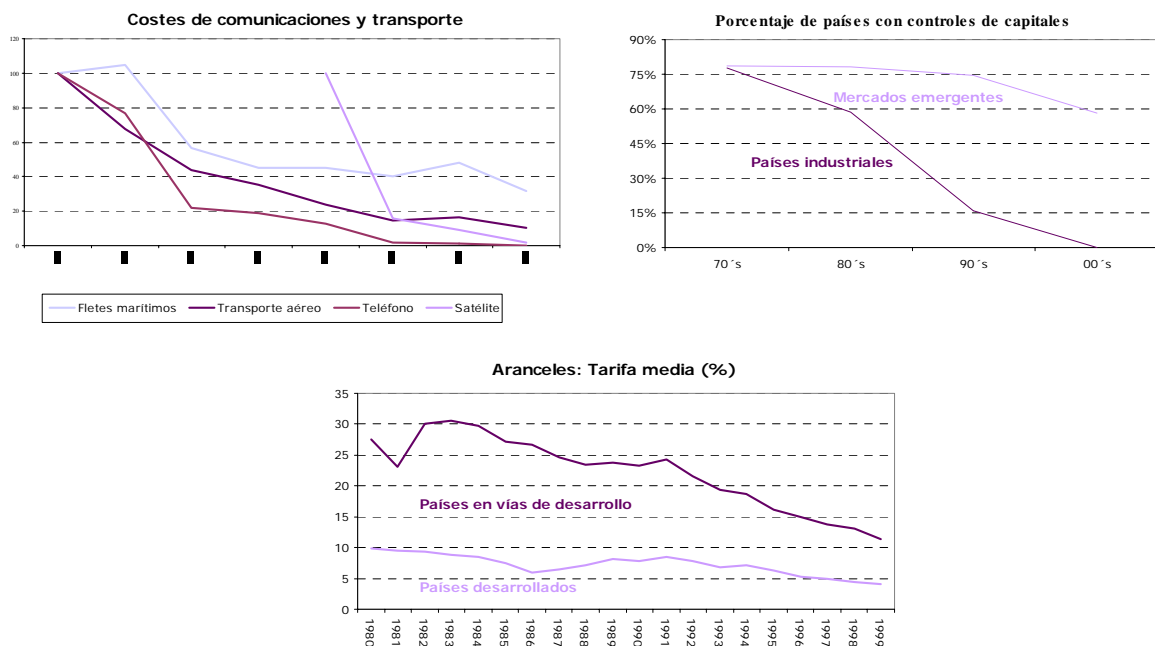 Costes de comunicaciones y transporte
120
100
80
60
40
20
0
Fletes marítimos Transporte aéreo Teléfono Satélite
Porcentaje de países con controles de capitales
90%
75%
60%
45%
30%
15%
0%
Mercados emergentes
Países industriales
70´s 80´s 90´s 00´s
Aranceles: Tarifa media (%)
35
30
25
20
15
10
5
0
Países en vías de desarrollo
Países desarrollados
1980 1981 1982 1983 1984 1985 1986 1987 1988 1989 1990 1991 1992 1993 1994 1995 1996 1997 1998 1999